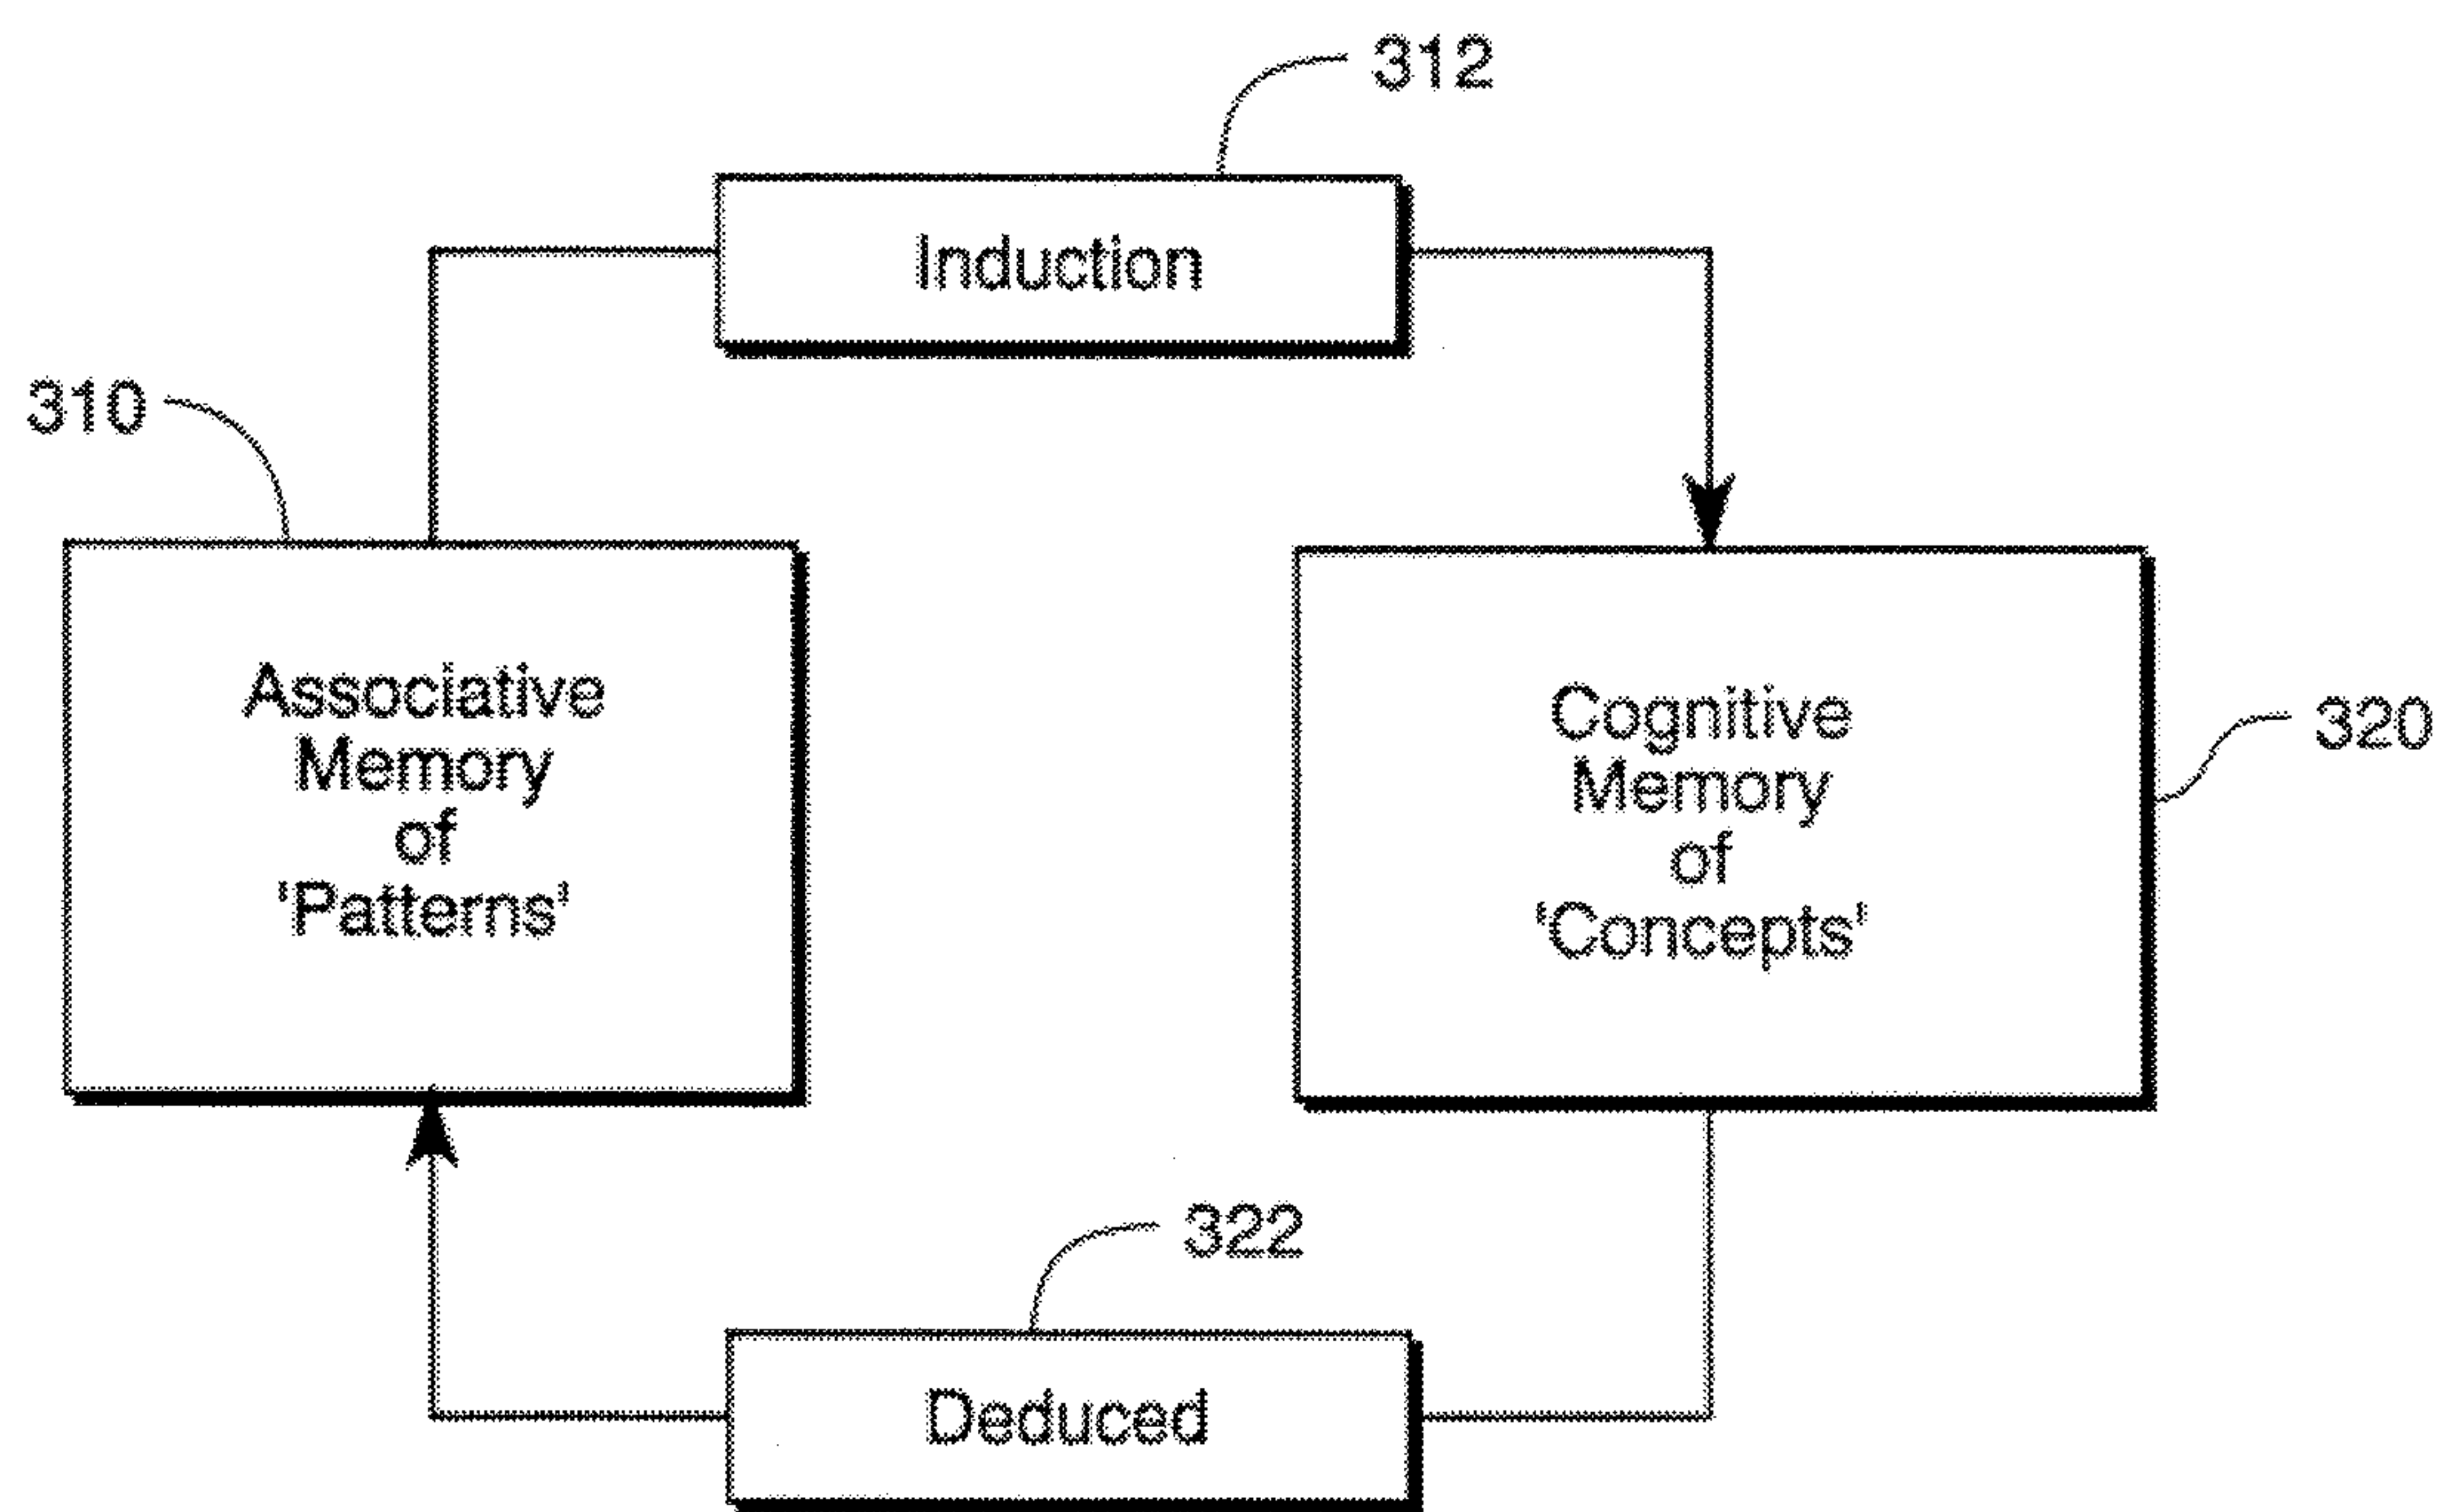 312
Induction
310
Associative
Memory
of
'Patterns'
Cognitive
Memory
of
'Concepts'
320
322
Deduced